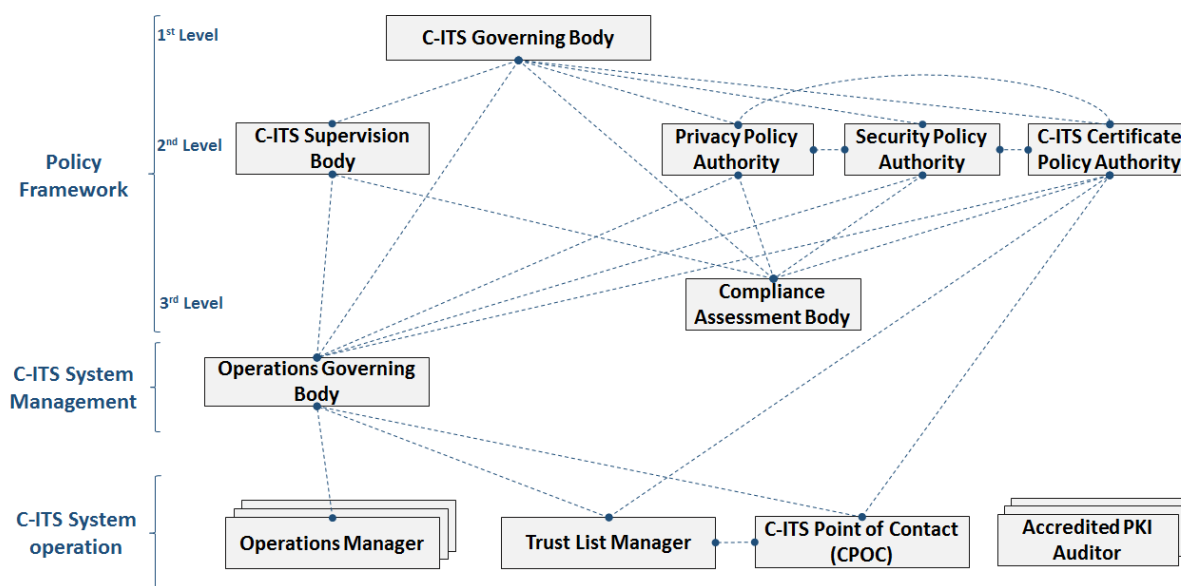 1st Level
C-ITS Governing Body
2nd Level
C-ITS Supervision
Body
Privacy Policy
Authority
Security Policy
Authority
C-ITS Certificate
Policy Authority
Policy
Framework
3rd Level
Compliance
Assessment Body
C-ITS System
Management
Operations Governing
Body
C-ITS System
operation
Operations Manager
Trust List Manager
C-ITS Point of Contact
(CPOC)
Accredited PKI
Auditor